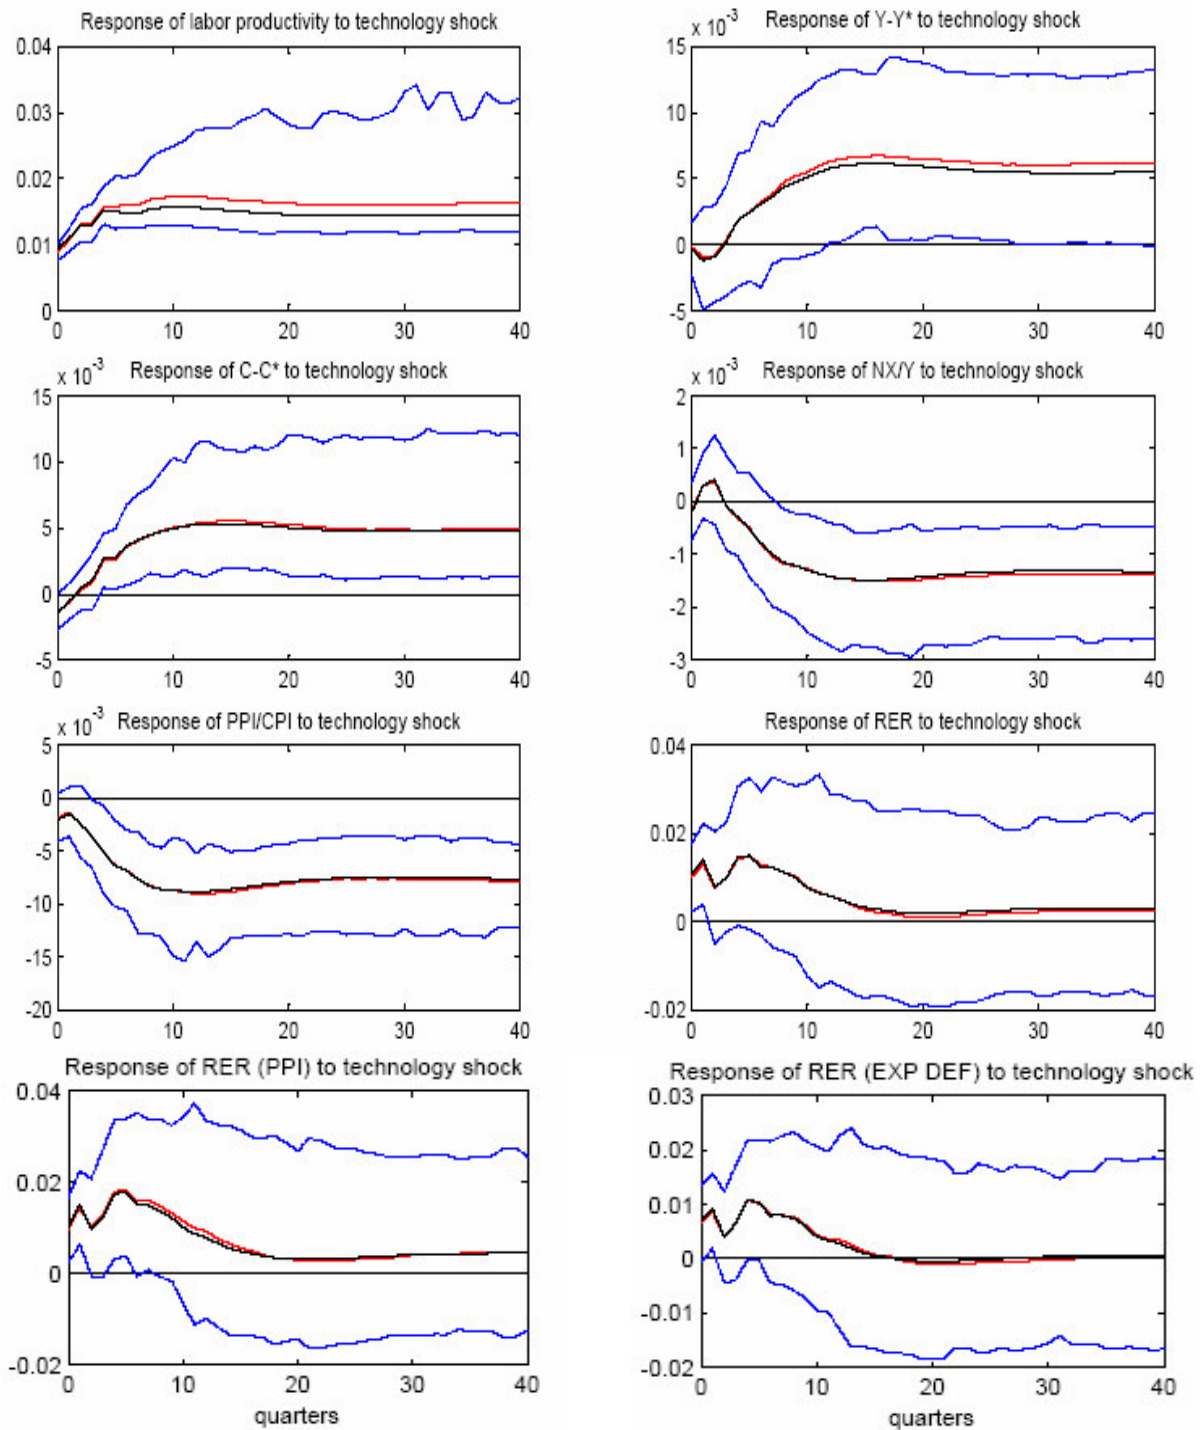 Response of labor productivity to technology shock
0.04
0.03
0.02
0.01
0
0 10 20 30 40
Response of Y-Y* to technology shock
x 10^-3
15
10
5
0
-5
0 10 20 30 40
Response of C-C* to technology shock
x 10^-3
15
10
5
0
-5
0 10 20 30 40
Response of NX/Y to technology shock
x 10^-3
2
1
0
-1
-2
-3
0 10 20 30 40
Response of PPI/CPI to technology shock
x 10^-3
5
0
-5
-10
-15
-20
0 10 20 30 40
Response of RER to technology shock
0.04
0.02
0
-0.02
0 10 20 30 40
Response of RER (PPI) to technology shock
0.04
0.02
0
-0.02
0 10 20 30 40
quarters
Response of RER (EXP DEF) to technology shock
0.03
0.02
0.01
0
-0.01
-0.02
0 10 20 30 40
quarters